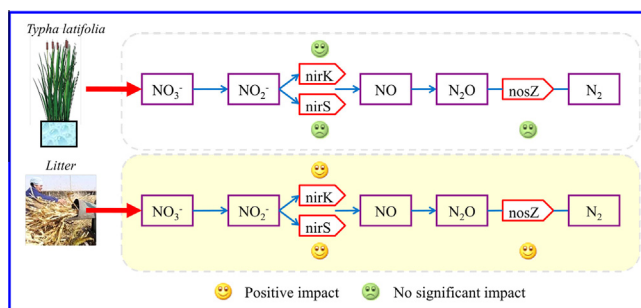 Typha latifolia
nirK
NO₃⁻ NO₂⁻ NO N₂O nosZ N₂
nirS
Litter
nirK
NO₃⁻ NO₂⁻ NO N₂O nosZ N₂
nirS
Positive impact No significant impact